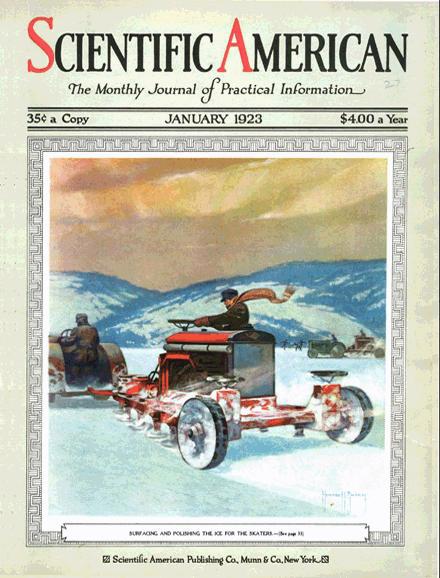 SCIENTIFIC AMERICAN
The Monthly Journal of Practical Information
35¢ a Copy JANUARY 1923 $4.00 a Year
SURFACING AND POLISHING THE ICE FOR THE SKATERS.—[See page 33]
Scientific American Publishing Co., Munn & Co., New York